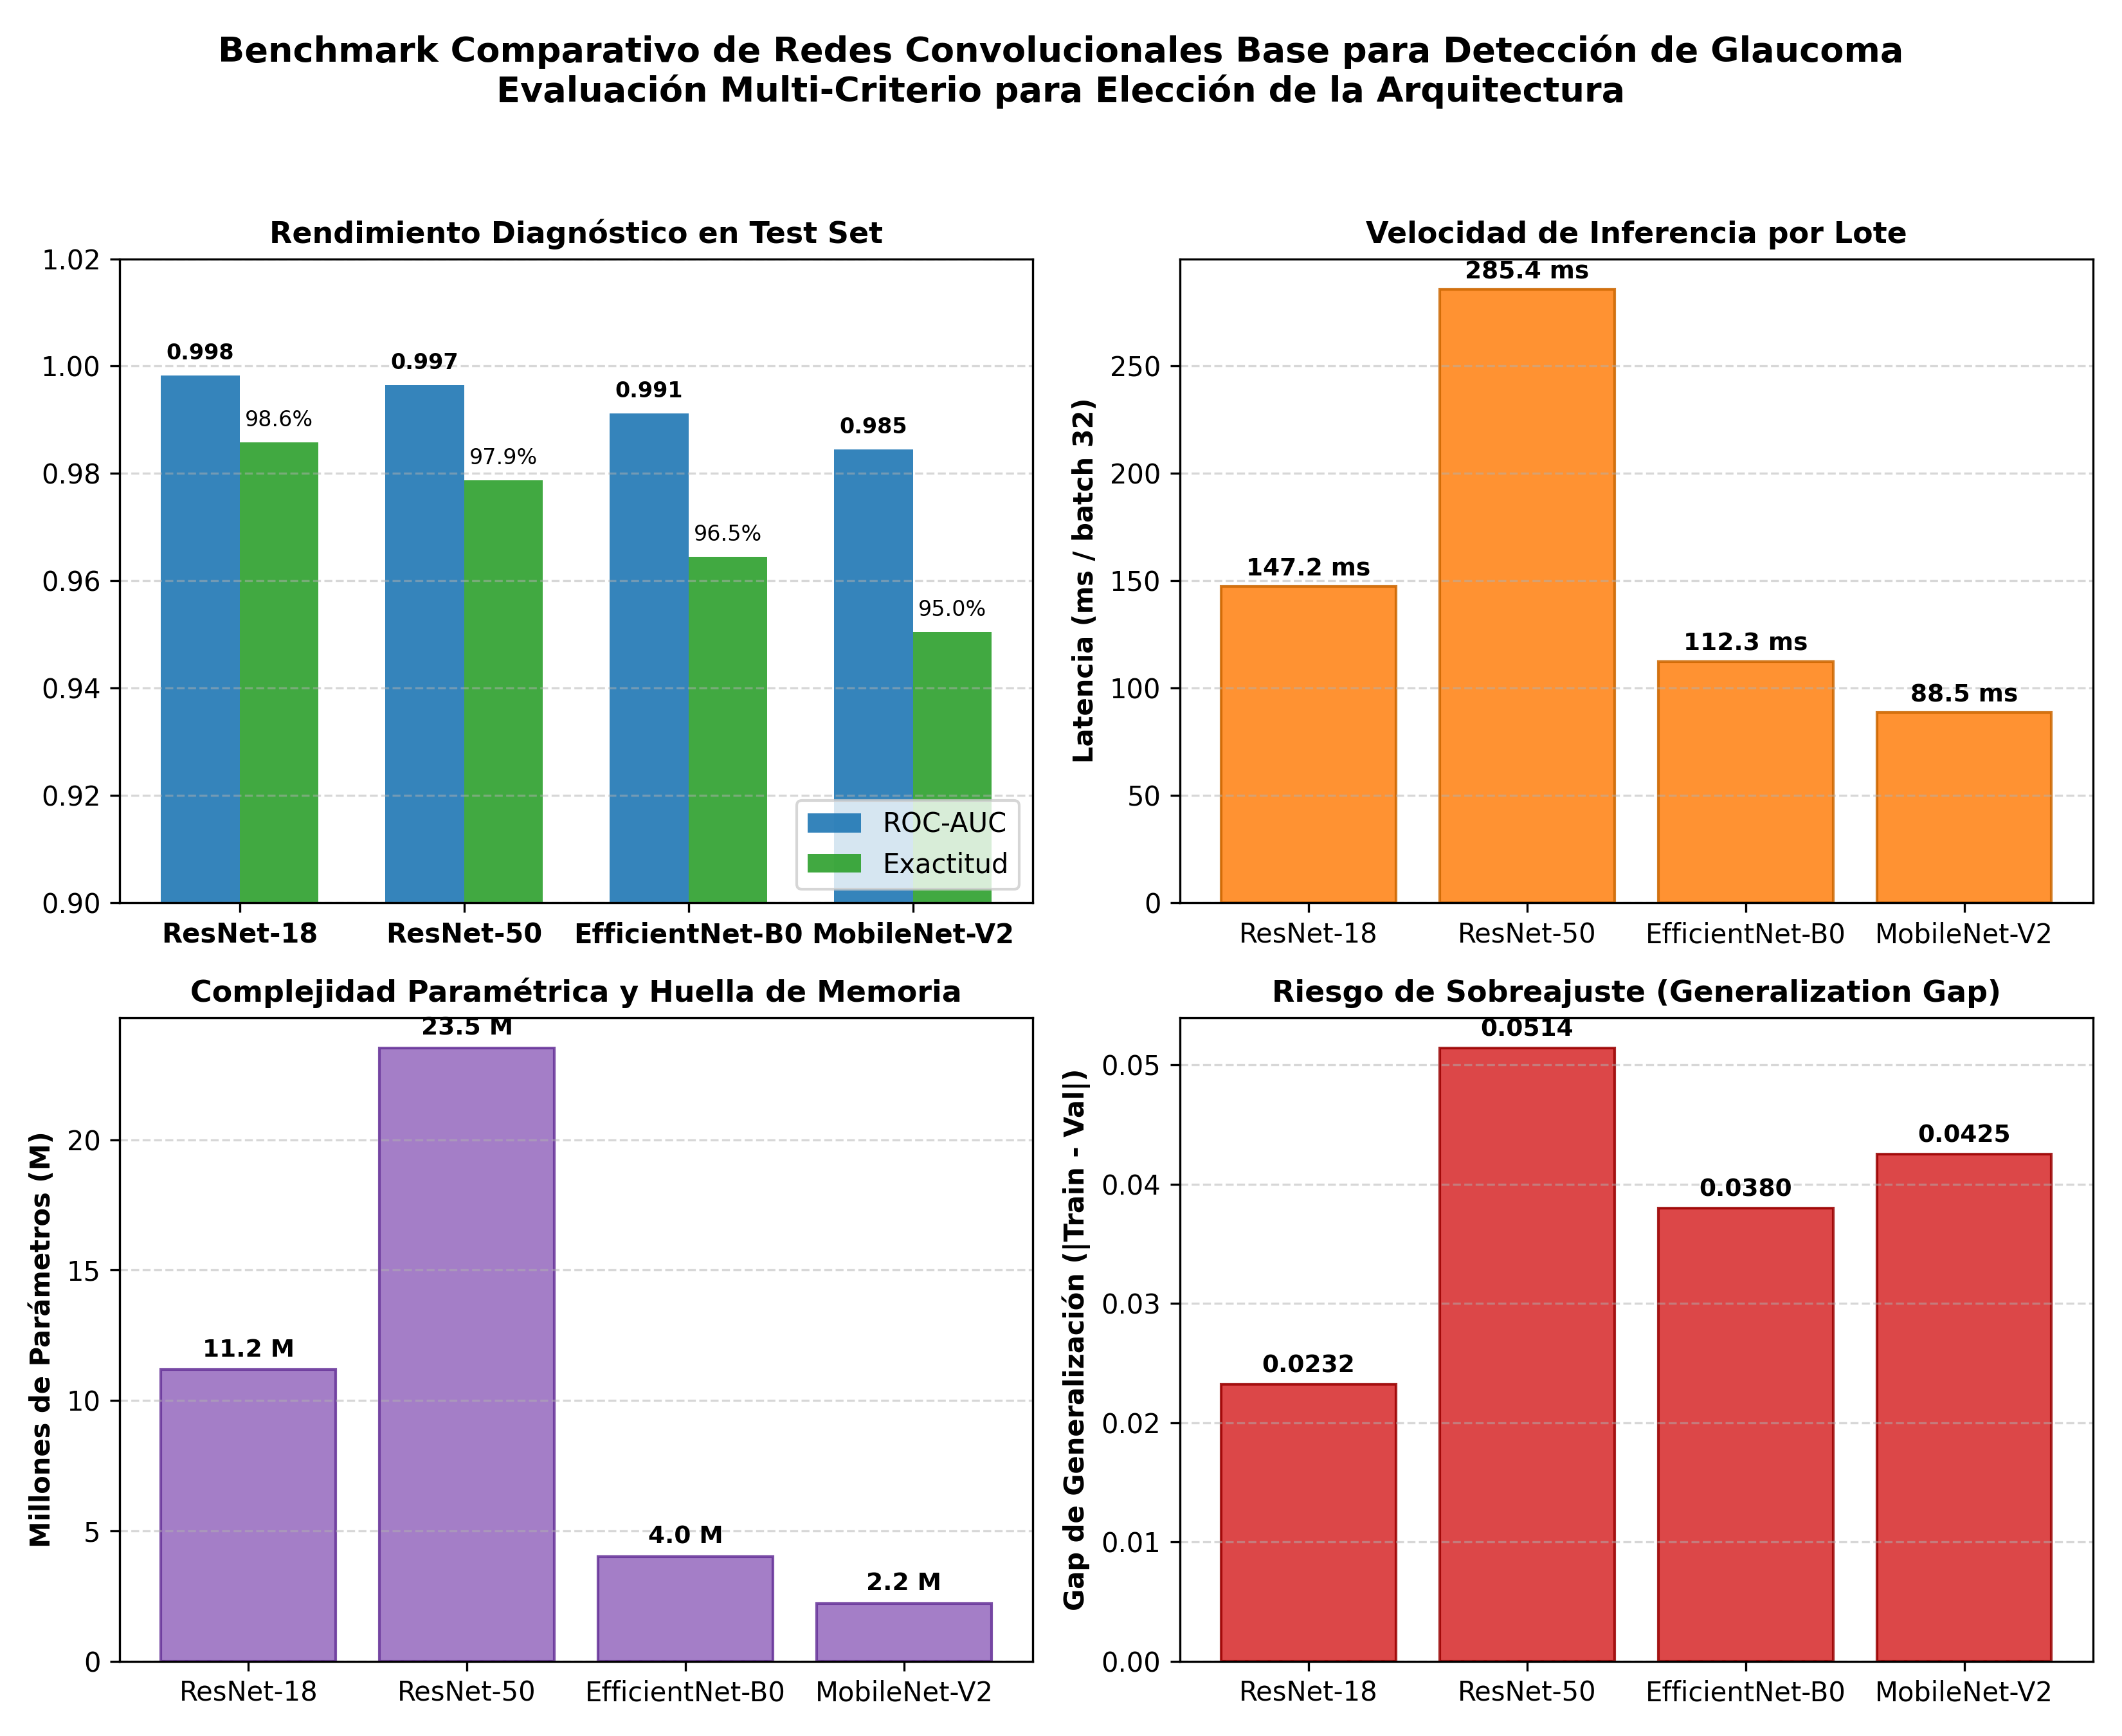 Benchmark Comparativo de Redes Convolucionales Base para Detección de Glaucoma
Evaluación Multi-Criterio para Elección de la Arquitectura
Rendimiento Diagnóstico en Test Set
1.02
1.00
0.98
0.96
0.94
0.92
0.90
0.998
98.6%
0.997
97.9%
0.991
96.5%
0.985
95.0%
ROC-AUC
Exactitud
ResNet-18
ResNet-50
EfficientNet-B0
MobileNet-V2
Velocidad de Inferencia por Lote
Latencia (ms / batch 32)
250
200
150
100
50
0
147.2 ms
285.4 ms
112.3 ms
88.5 ms
ResNet-18
ResNet-50
EfficientNet-B0
MobileNet-V2
Complejidad Paramétrica y Huella de Memoria
Millones de Parámetros (M)
20
15
10
5
0
11.2 M
23.5 M
4.0 M
2.2 M
ResNet-18
ResNet-50
EfficientNet-B0
MobileNet-V2
Riesgo de Sobreajuste (Generalization Gap)
Gap de Generalización (|Train - Val|)
0.05
0.04
0.03
0.02
0.01
0.00
0.0232
0.0514
0.0380
0.0425
ResNet-18
ResNet-50
EfficientNet-B0
MobileNet-V2